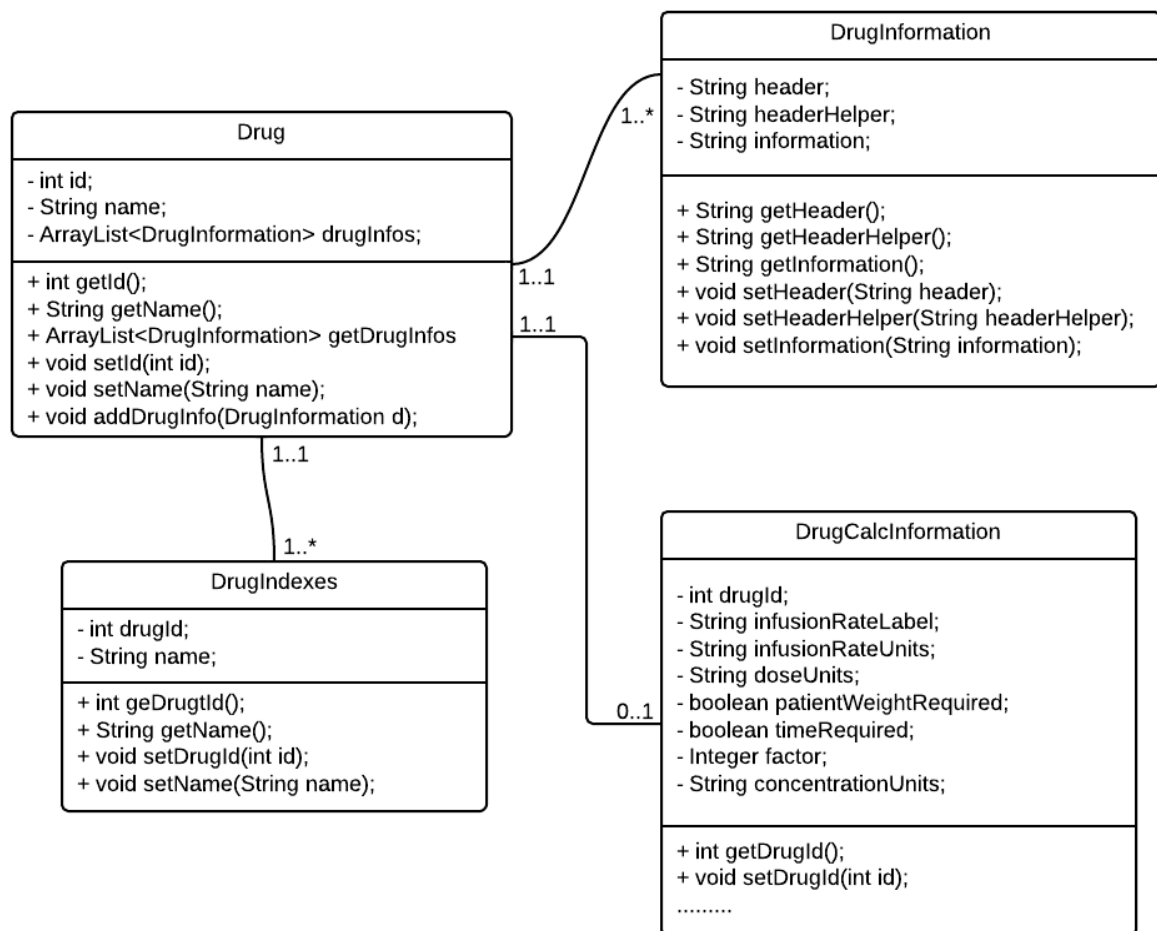 Drug
- int id;
- String name;
- ArrayList<DrugInformation> drugInfos;
+ int getId();
+ String getName();
+ ArrayList<DrugInformation> getDrugInfos
+ void setId(int id);
+ void setName(String name);
+ void addDrugInfo(DrugInformation d);
1..1
1..*
1..1
1..1
1..*
0..1
DrugInformation
- String header;
- String headerHelper;
- String information;
+ String getHeader();
+ String getHeaderHelper();
+ String getInformation();
+ void setHeader(String header);
+ void setHeaderHelper(String headerHelper);
+ void setInformation(String information);
DrugIndexes
- int drugId;
- String name;
+ int geDrugtId();
+ String getName();
+ void setDrugId(int id);
+ void setName(String name);
DrugCalcInformation
- int drugId;
- String infusionRateLabel;
- String infusionRateUnits;
- String doseUnits;
- boolean patientWeightRequired;
- boolean timeRequired;
- Integer factor;
- String concentrationUnits;
+ int getDrugId();
+ void setDrugId(int id);
.........